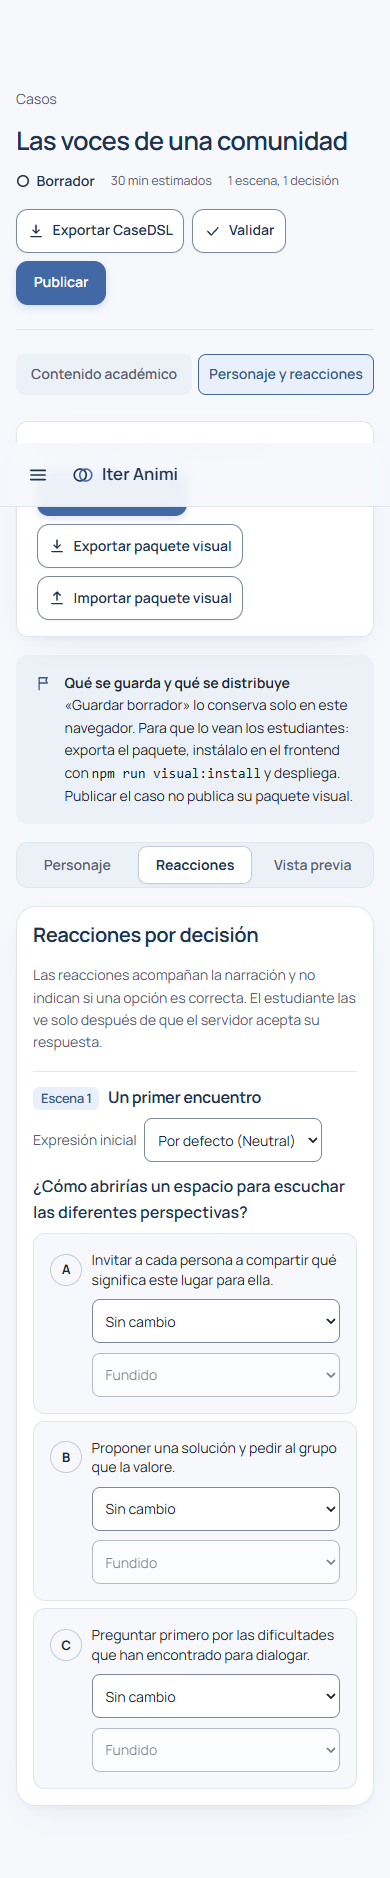 Casos
Las voces de una comunidad
Borrador 30 min estimados 1 escena, 1 decisión
Exportar CaseDSL Validar
Publicar
Contenido académico Personaje y reacciones
Iter Animi
Exportar paquete visual
Importar paquete visual
Qué se guarda y qué se distribuye
«Guardar borrador» lo conserva solo en este
navegador. Para que lo vean los estudiantes:
exporta el paquete, instálalo en el frontend
con npm run visual:install y despliega.
Publicar el caso no publica su paquete visual.
Personaje Reacciones Vista previa
Reacciones por decisión
Las reacciones acompañan la narración y no
indican si una opción es correcta. El estudiante las
ve solo después de que el servidor acepta su
respuesta.
Escena 1 Un primer encuentro
Expresión inicial Por defecto (Neutral)
¿Cómo abrirías un espacio para escuchar
las diferentes perspectivas?
A Invitar a cada persona a compartir qué
significa este lugar para ella.
Sin cambio
Fundido
B Proponer una solución y pedir al grupo
que la valore.
Sin cambio
Fundido
C Preguntar primero por las dificultades
que han encontrado para dialogar.
Sin cambio
Fundido